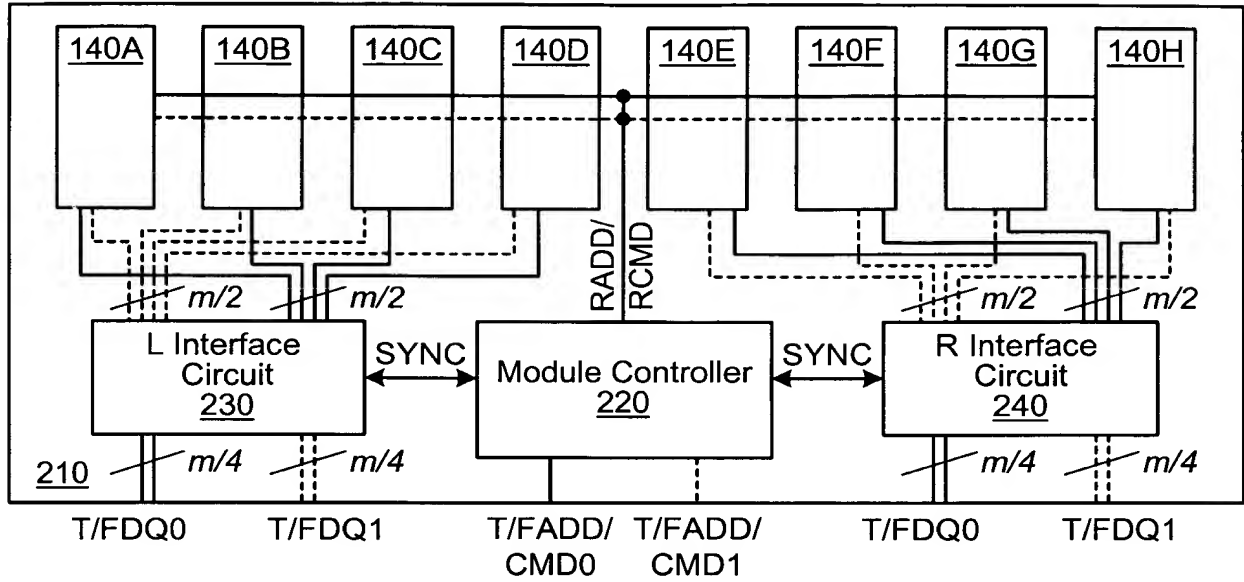 140A 140B 140C 140D 140E 140F 140G 140H
RADD/
RCMD
m/2 m/2 m/2 m/2
L Interface
Circuit
230
SYNC
Module Controller
220
SYNC
R Interface
Circuit
240
210
m/4 m/4 m/4 m/4
T/FDQ0 T/FDQ1 T/FADD/ T/FADD/ T/FDQ0 T/FDQ1
CMD0 CMD1